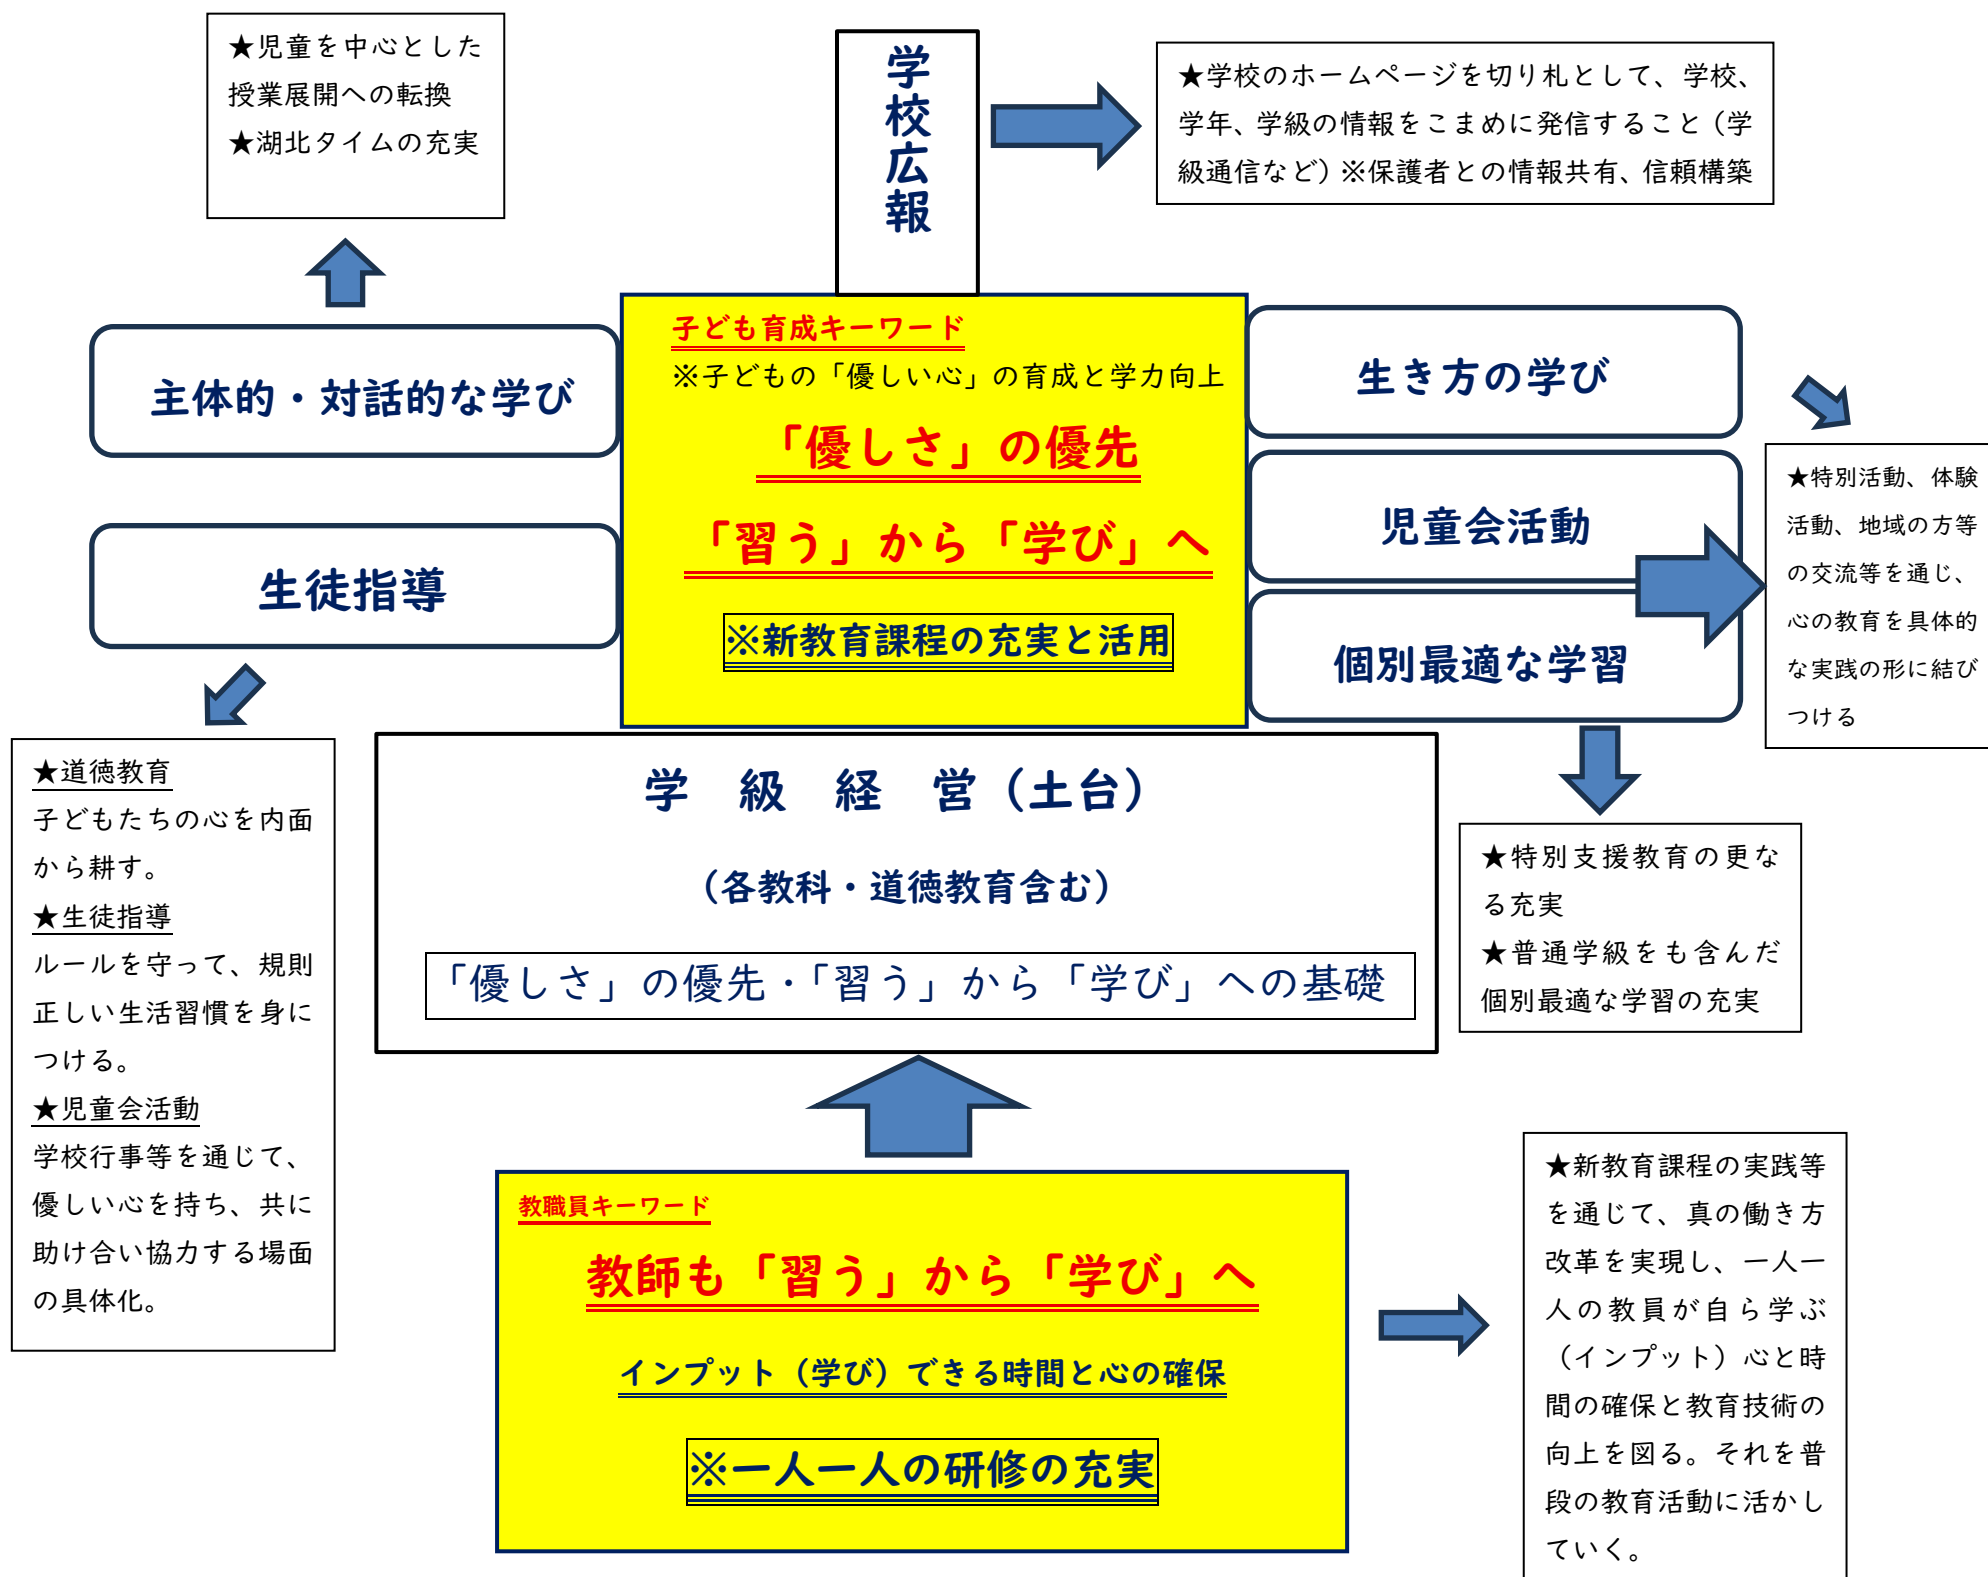 ★児童を中心とした
授業展開への転換
★湖北タイムの充実
学校広報
★学校のホームページを切り札として、学校、
学年、学級の情報をこまめに発信すること（学
級通信など）※保護者との情報共有、信頼構築
主体的・対話的な学び
生徒指導
子ども育成キーワード
※子どもの「優しい心」の育成と学力向上
「優しさ」の優先
「習う」から「学び」へ
※新教育課程の充実と活用
生き方の学び
児童会活動
個別最適な学習
★特別活動、体験
活動、地域の方等
の交流等を通じ、
心の教育を具体的
な実践の形に結び
つける
★道徳教育
子どもたちの心を内面
から耕す。
★生徒指導
ルールを守って、規則
正しい生活習慣を身に
つける。
★児童会活動
学校行事等を通じて、
優しい心を持ち、共に
助け合い協力する場面
の具体化。
学　級　経　営（土台）
（各教科・道徳教育含む）
「優しさ」の優先・「習う」から「学び」への基礎
★特別支援教育の更な
る充実
★普通学級をも含んだ
個別最適な学習の充実
教職員キーワード
教師も「習う」から「学び」へ
インプット（学び）できる時間と心の確保
※一人一人の研修の充実
★新教育課程の実践等
を通じて、真の働き方
改革を実現し、一人一
人の教員が自ら学ぶ
（インプット）心と時
間の確保と教育技術の
向上を図る。それを普
段の教育活動に活かし
ていく。